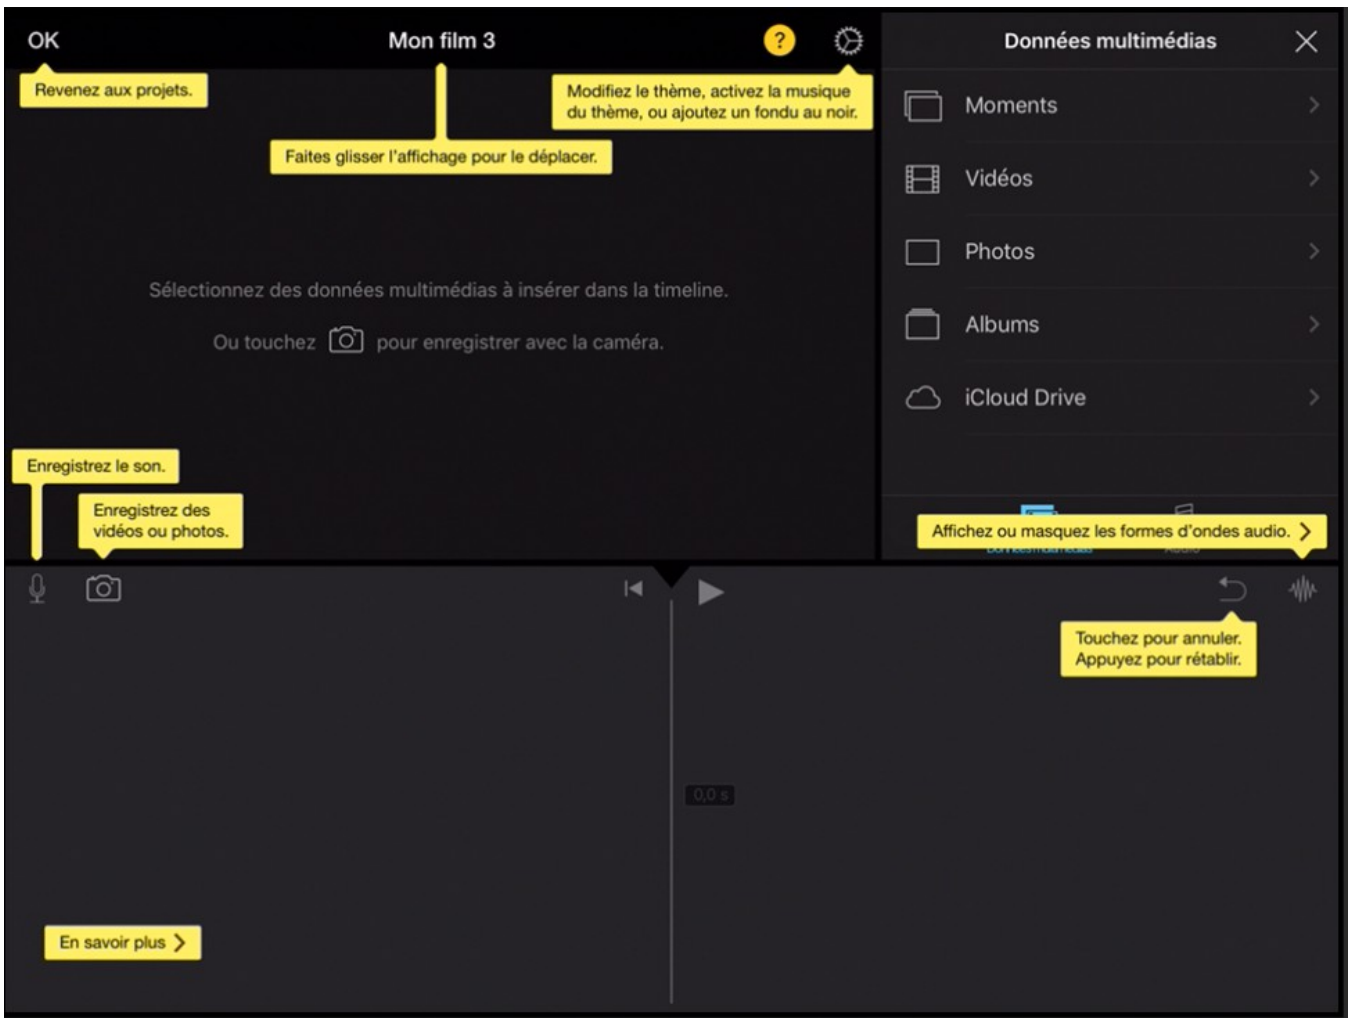 OK
Mon film 3
?
Données multimédias
Revenez aux projets.
Modifiez le thème, activez la musique
du thème, ou ajoutez un fondu au noir.
Faites glisser l'affichage pour le déplacer.
Moments
Vidéos
Photos
Albums
iCloud Drive
Sélectionnez des données multimédias à insérer dans la timeline.
Ou touchez pour enregistrer avec la caméra.
Enregistrez le son.
Enregistrez des
vidéos ou photos.
Affichez ou masquez les formes d'ondes audio.
Données multimédias
Audio
Touchez pour annuler.
Appuyez pour rétablir.
0,0 s
En savoir plus